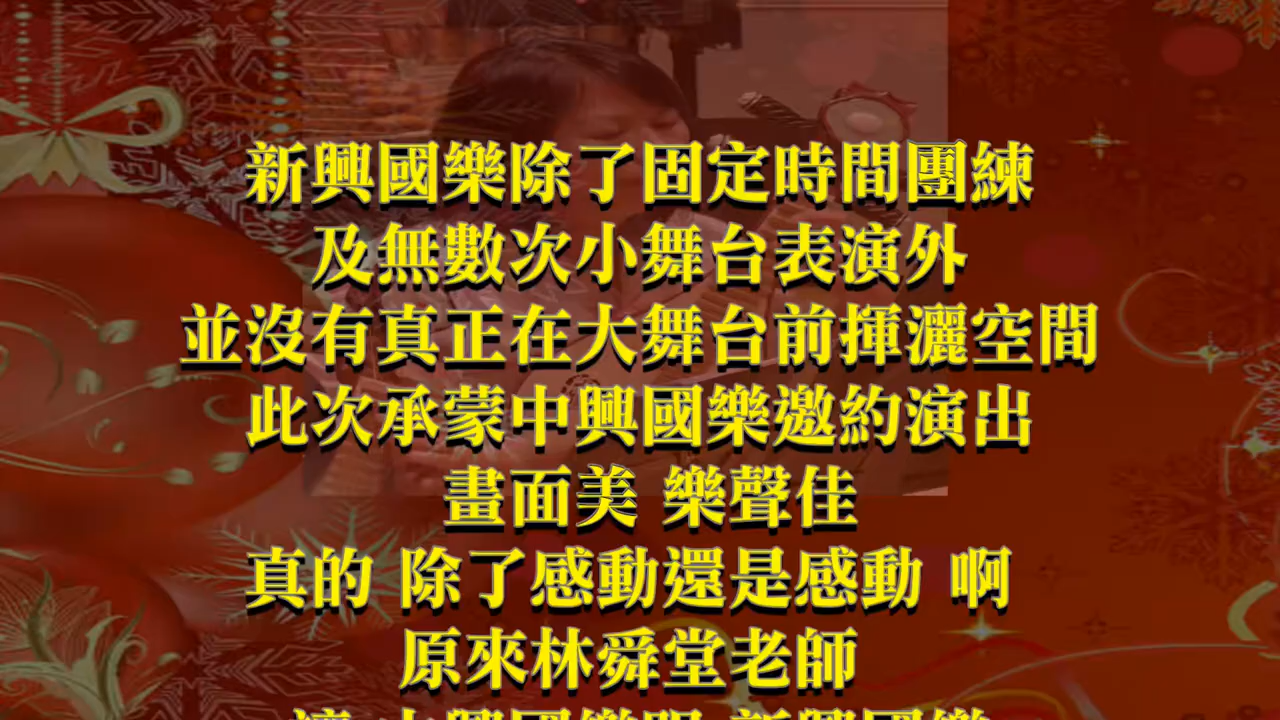 新興國樂除了固定時間團練
及無數次小舞台表演外
並沒有真正在大舞台前揮灑空間
此次承蒙中興國樂邀約演出
畫面美 樂聲佳
真的 除了感動還是感動 啊
原來林舜堂老師